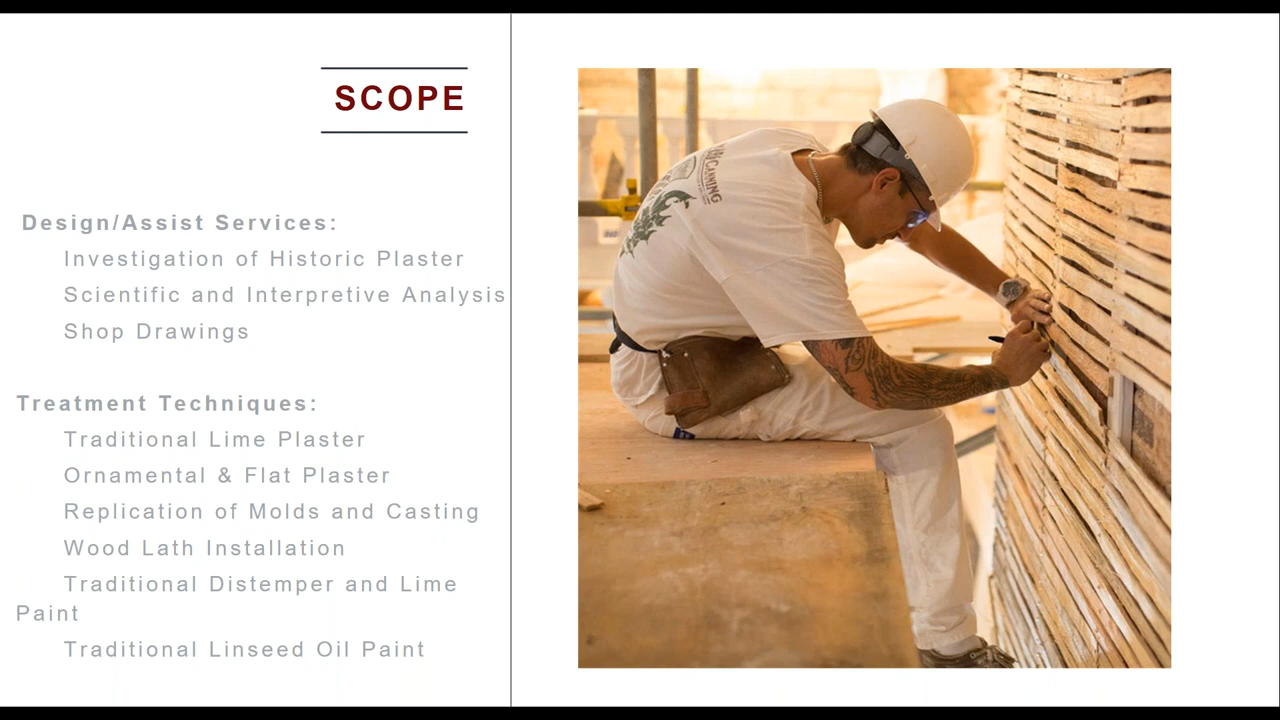 SCOPE
Design/Assist Services:
Investigation of Historic Plaster
Scientific and Interpretive Analysis
Shop Drawings
Treatment Techniques:
Traditional Lime Plaster
Ornamental & Flat Plaster
Replication of Molds and Casting
Wood Lath Installation
Traditional Distemper and Lime
Paint
Traditional Linseed Oil Paint
CANNING